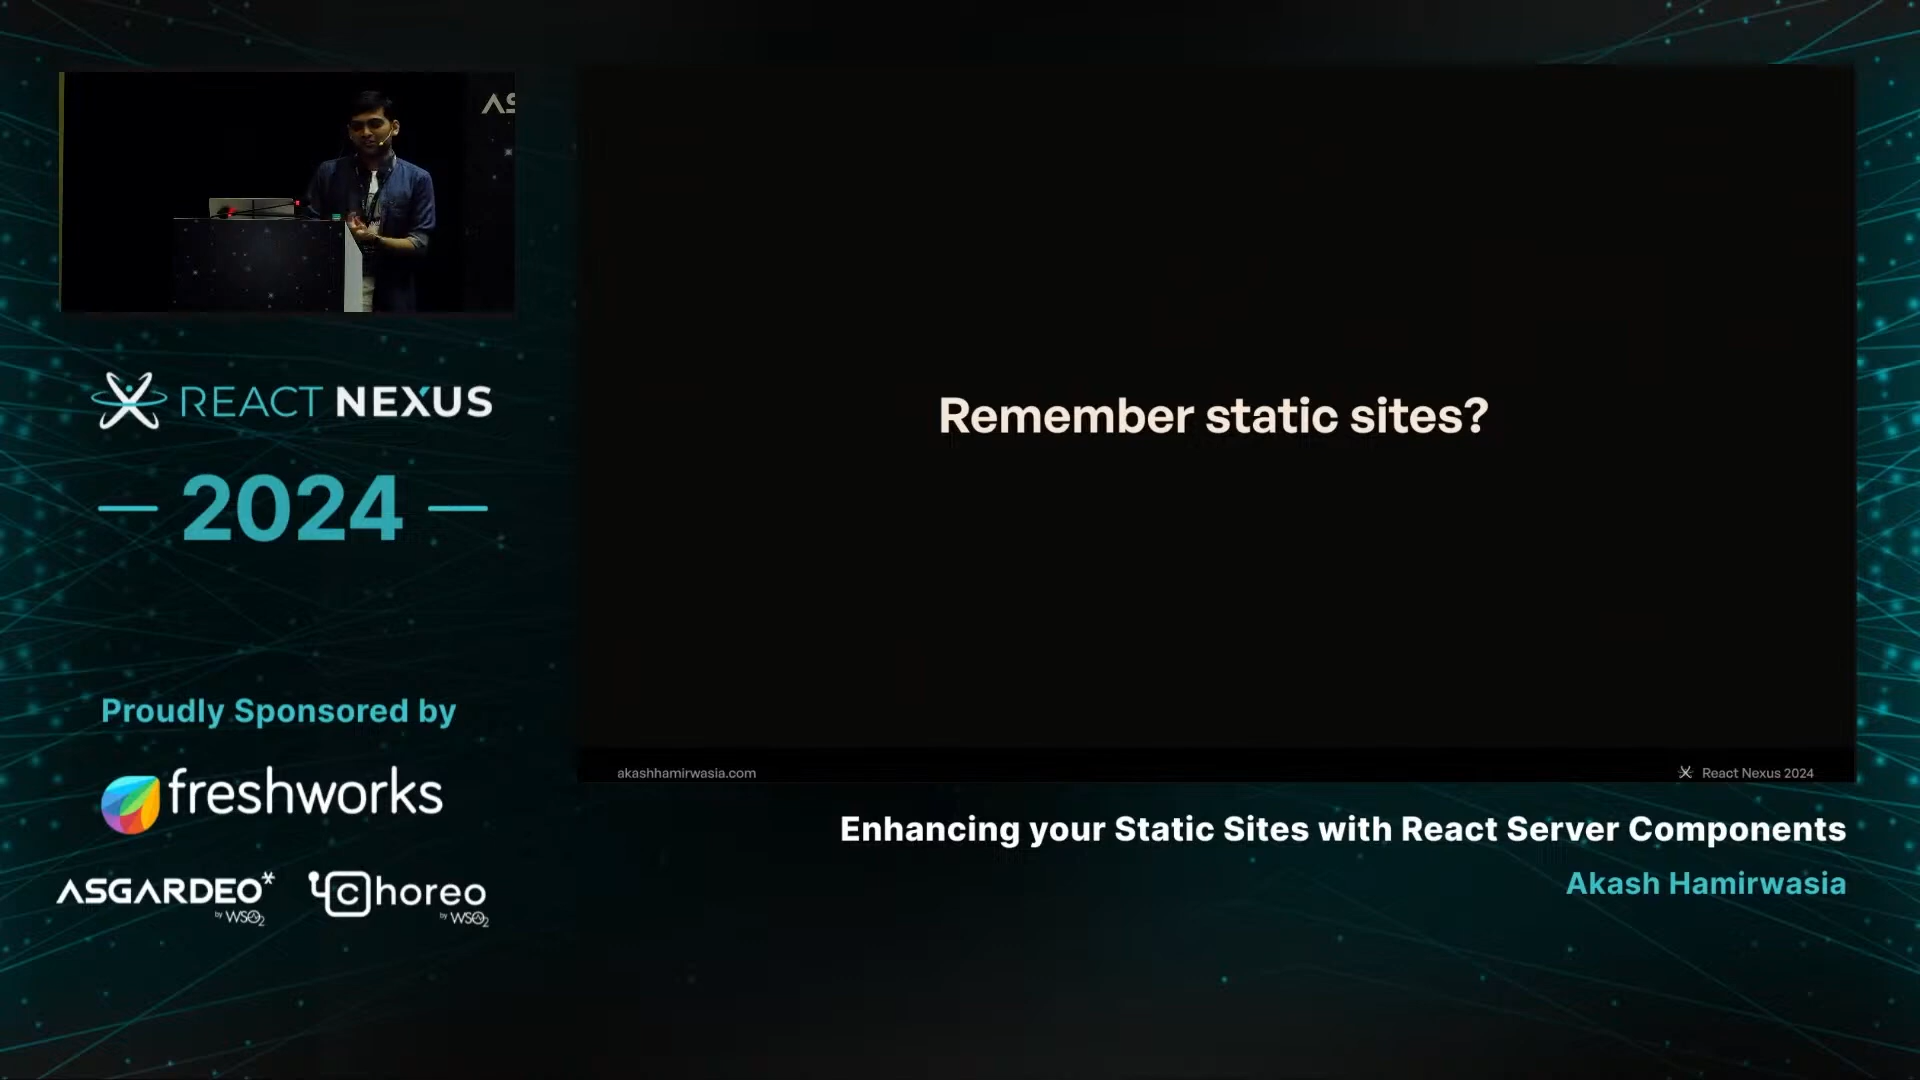 AS
REACT NEXUS
2024
Proudly Sponsored by
freshworks
ASGARDEO
by WSO2
choreo
by WSO2
Remember static sites?
akashhamirwasia.com
React Nexus 2024
Enhancing your Static Sites with React Server Components
Akash Hamirwasia